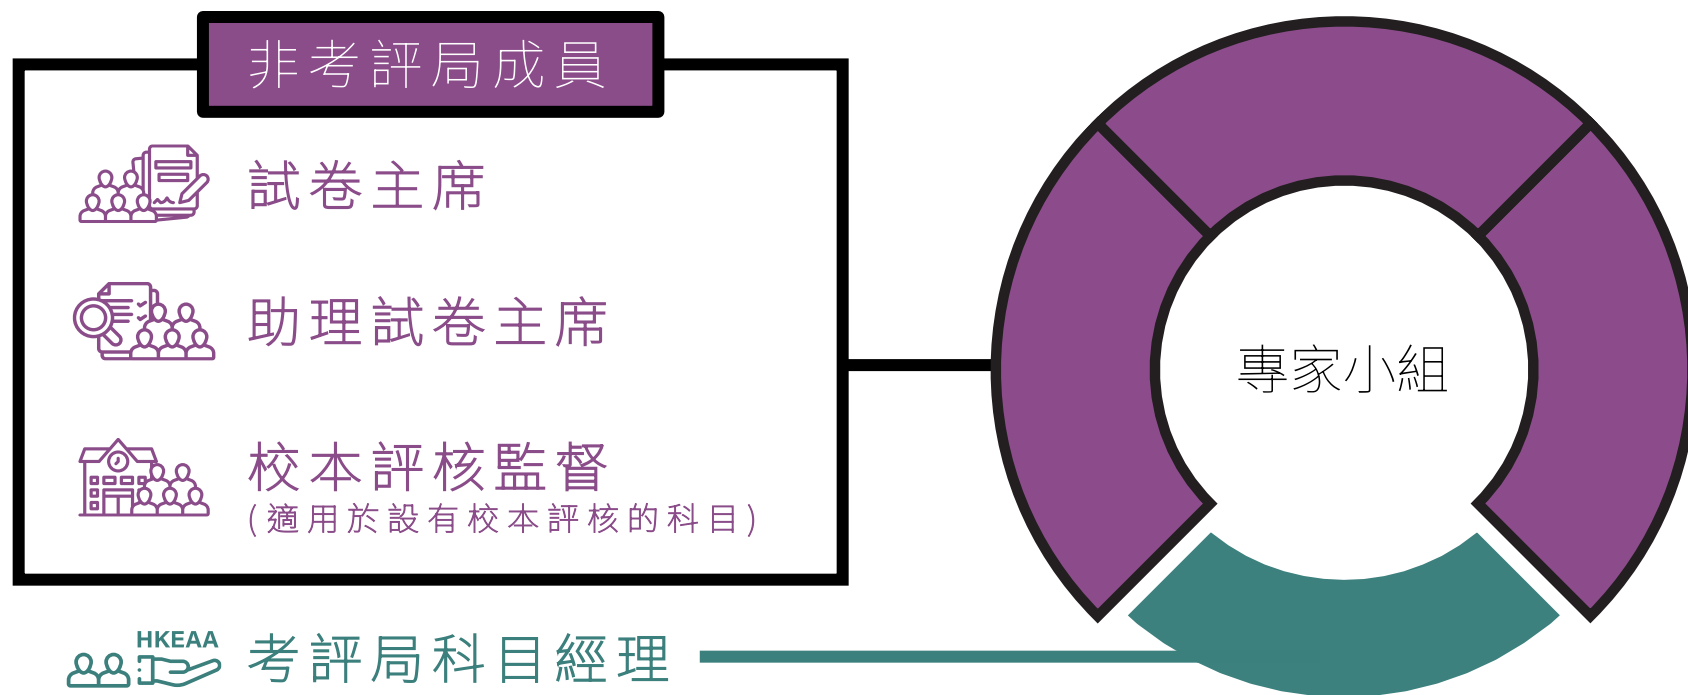 非考評局成員
試卷主席
助理試卷主席
校本評核監督
(適用於設有校本評核的科目)
專家小組
HKEAA
考評局科目經理